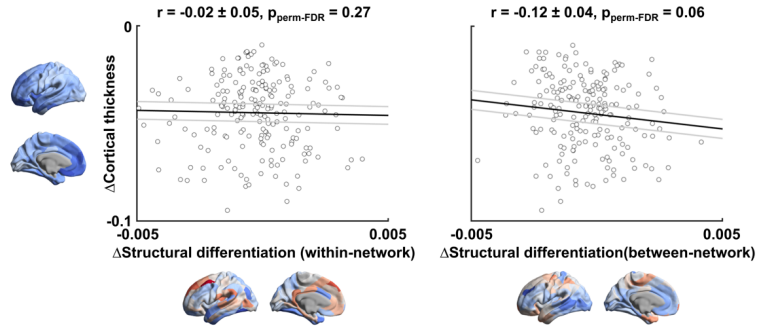 r = -0.02 ± 0.05, pperm-FDR = 0.27
r = -0.12 ± 0.04, pperm-FDR = 0.06
0
ΔCortical thickness
-0.1
-0.005
0.005
-0.005
0.005
ΔStructural differentiation (within-network)
ΔStructural differentiation(between-network)